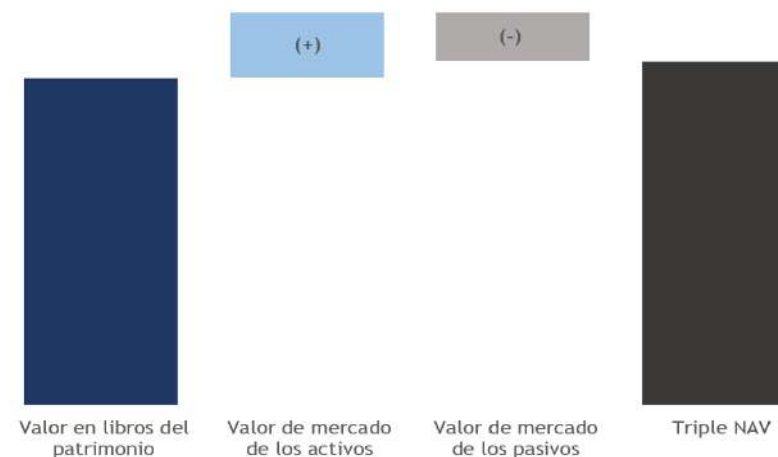 (+)
(-)
Valor en libros del
patrimonio
Valor de mercado
de los activos
Valor de mercado
de los pasivos
Triple NAV